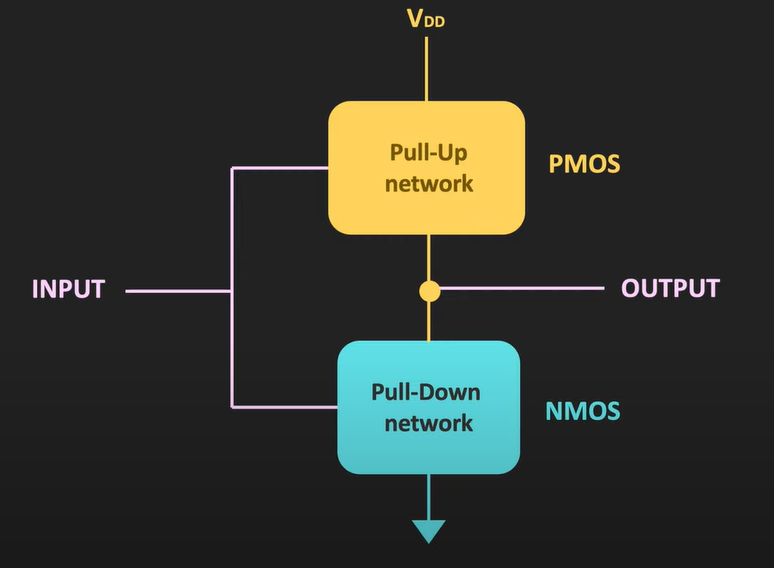 VDD
Pull-Up
network
PMOS
INPUT
OUTPUT
Pull-Down
network
NMOS